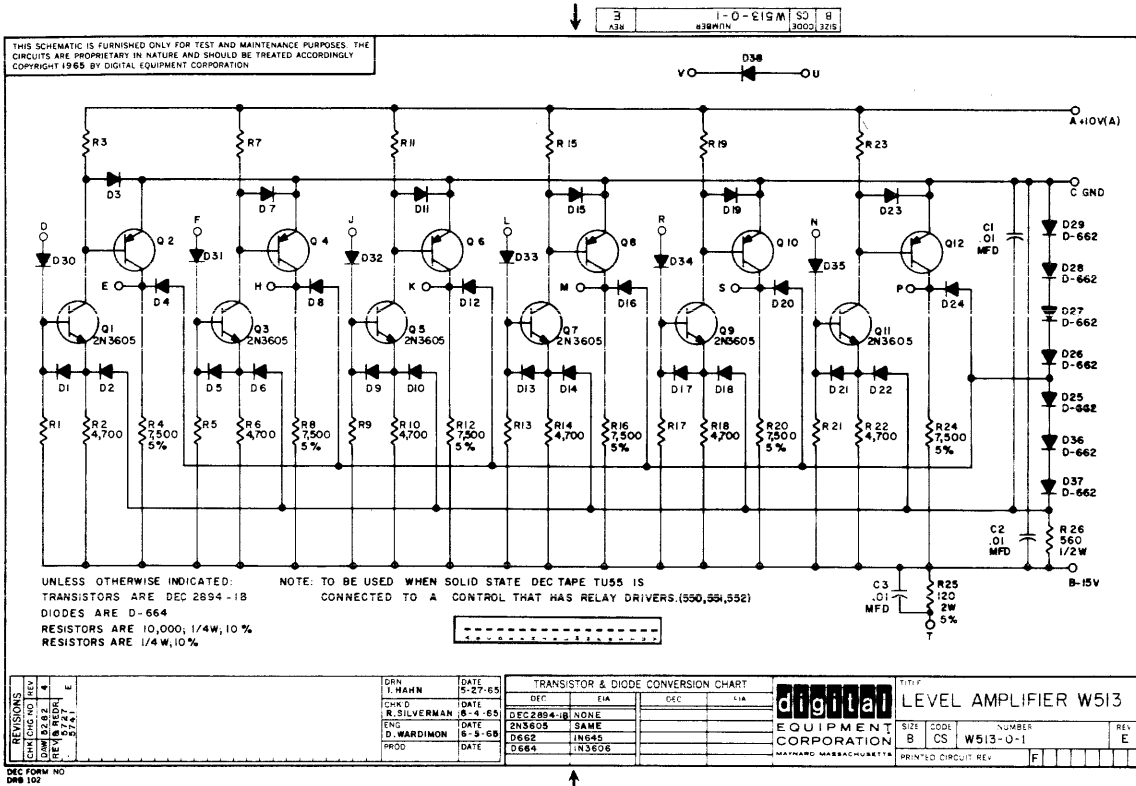 SIZE CODE NUMBER REV
B CS W513-0-1 E
THIS SCHEMATIC IS FURNISHED ONLY FOR TEST AND MAINTENANCE PURPOSES. THE
CIRCUITS ARE PROPRIETARY IN NATURE AND SHOULD BE TREATED ACCORDINGLY
COPYRIGHT 1965 BY DIGITAL EQUIPMENT CORPORATION
D38
V U
A+10V(A)
R3 R7 R11 R15 R19 R23
C GND
D3 D7 D11 D15 D19 D23
D F J L R N
Q2 Q4 Q6 Q8 Q10 Q12
C1
.01
MFD
D29
D-662
D30 D31 D32 D33 D34 D35
D28
D-662
E H K M S P
D4 D8 D12 D16 D20 D24
D27
D-662
Q1 Q3 Q5 Q7 Q9 Q11
2N3605 2N3605 2N3605 2N3605 2N3605 2N3605
D26
D-662
D1 D2 D5 D6 D9 D10 D13 D14 D17 D18 D21 D22
D25
D-662
R1 R2 R4 R5 R6 R8 R9 R10 R12 R13 R14 R16 R17 R18 R20 R21 R22 R24
4,700 7,500 4,700 7,500 4,700 7,500 4,700 7,500 4,700 7,500 4,700 7,500
5% 5% 5% 5% 5% 5%
D36
D-662
D37
D-662
C2
.01
MFD
R26
560
1/2W
B-15V
C3
.01
MFD
R25
120
2W
5%
T
UNLESS OTHERWISE INDICATED:
TRANSISTORS ARE DEC 2894-1B
DIODES ARE D-664
RESISTORS ARE 10,000; 1/4W; 10%
RESISTORS ARE 1/4W; 10%
NOTE: TO BE USED WHEN SOLID STATE DEC TAPE TU55 IS
CONNECTED TO A CONTROL THAT HAS RELAY DRIVERS.(550,551,552)
REVISIONS
CHK CHG NO REV
E
DRN DATE
I. HAHN 5-27-65
CHK'D DATE
R.SILVERMAN 6-4-65
ENG DATE
D. WARDIMON 6-5-65
PROD DATE
TRANSISTOR & DIODE CONVERSION CHART
DEC EIA DEC EIA
DEC2894-1B NONE
2N3605 SAME
D662 1N645
D664 1N3606
digital
EQUIPMENT
CORPORATION
MAYNARD MASSACHUSETTS
TITLE
LEVEL AMPLIFIER W513
SIZE CODE NUMBER REV
B CS W513-0-1 E
PRINTED CIRCUIT REV F
DEC FORM NO
DRB 102